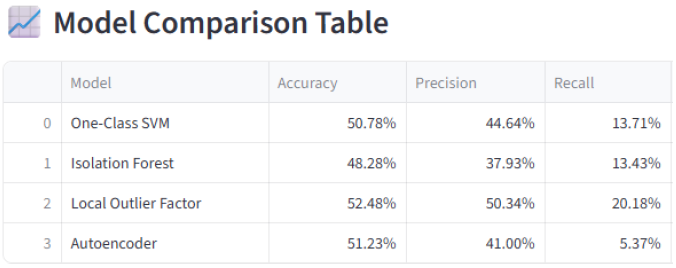 Model Comparison Table
Model Accuracy Precision Recall
0 One-Class SVM 50.78% 44.64% 13.71%
1 Isolation Forest 48.28% 37.93% 13.43%
2 Local Outlier Factor 52.48% 50.34% 20.18%
3 Autoencoder 51.23% 41.00% 5.37%